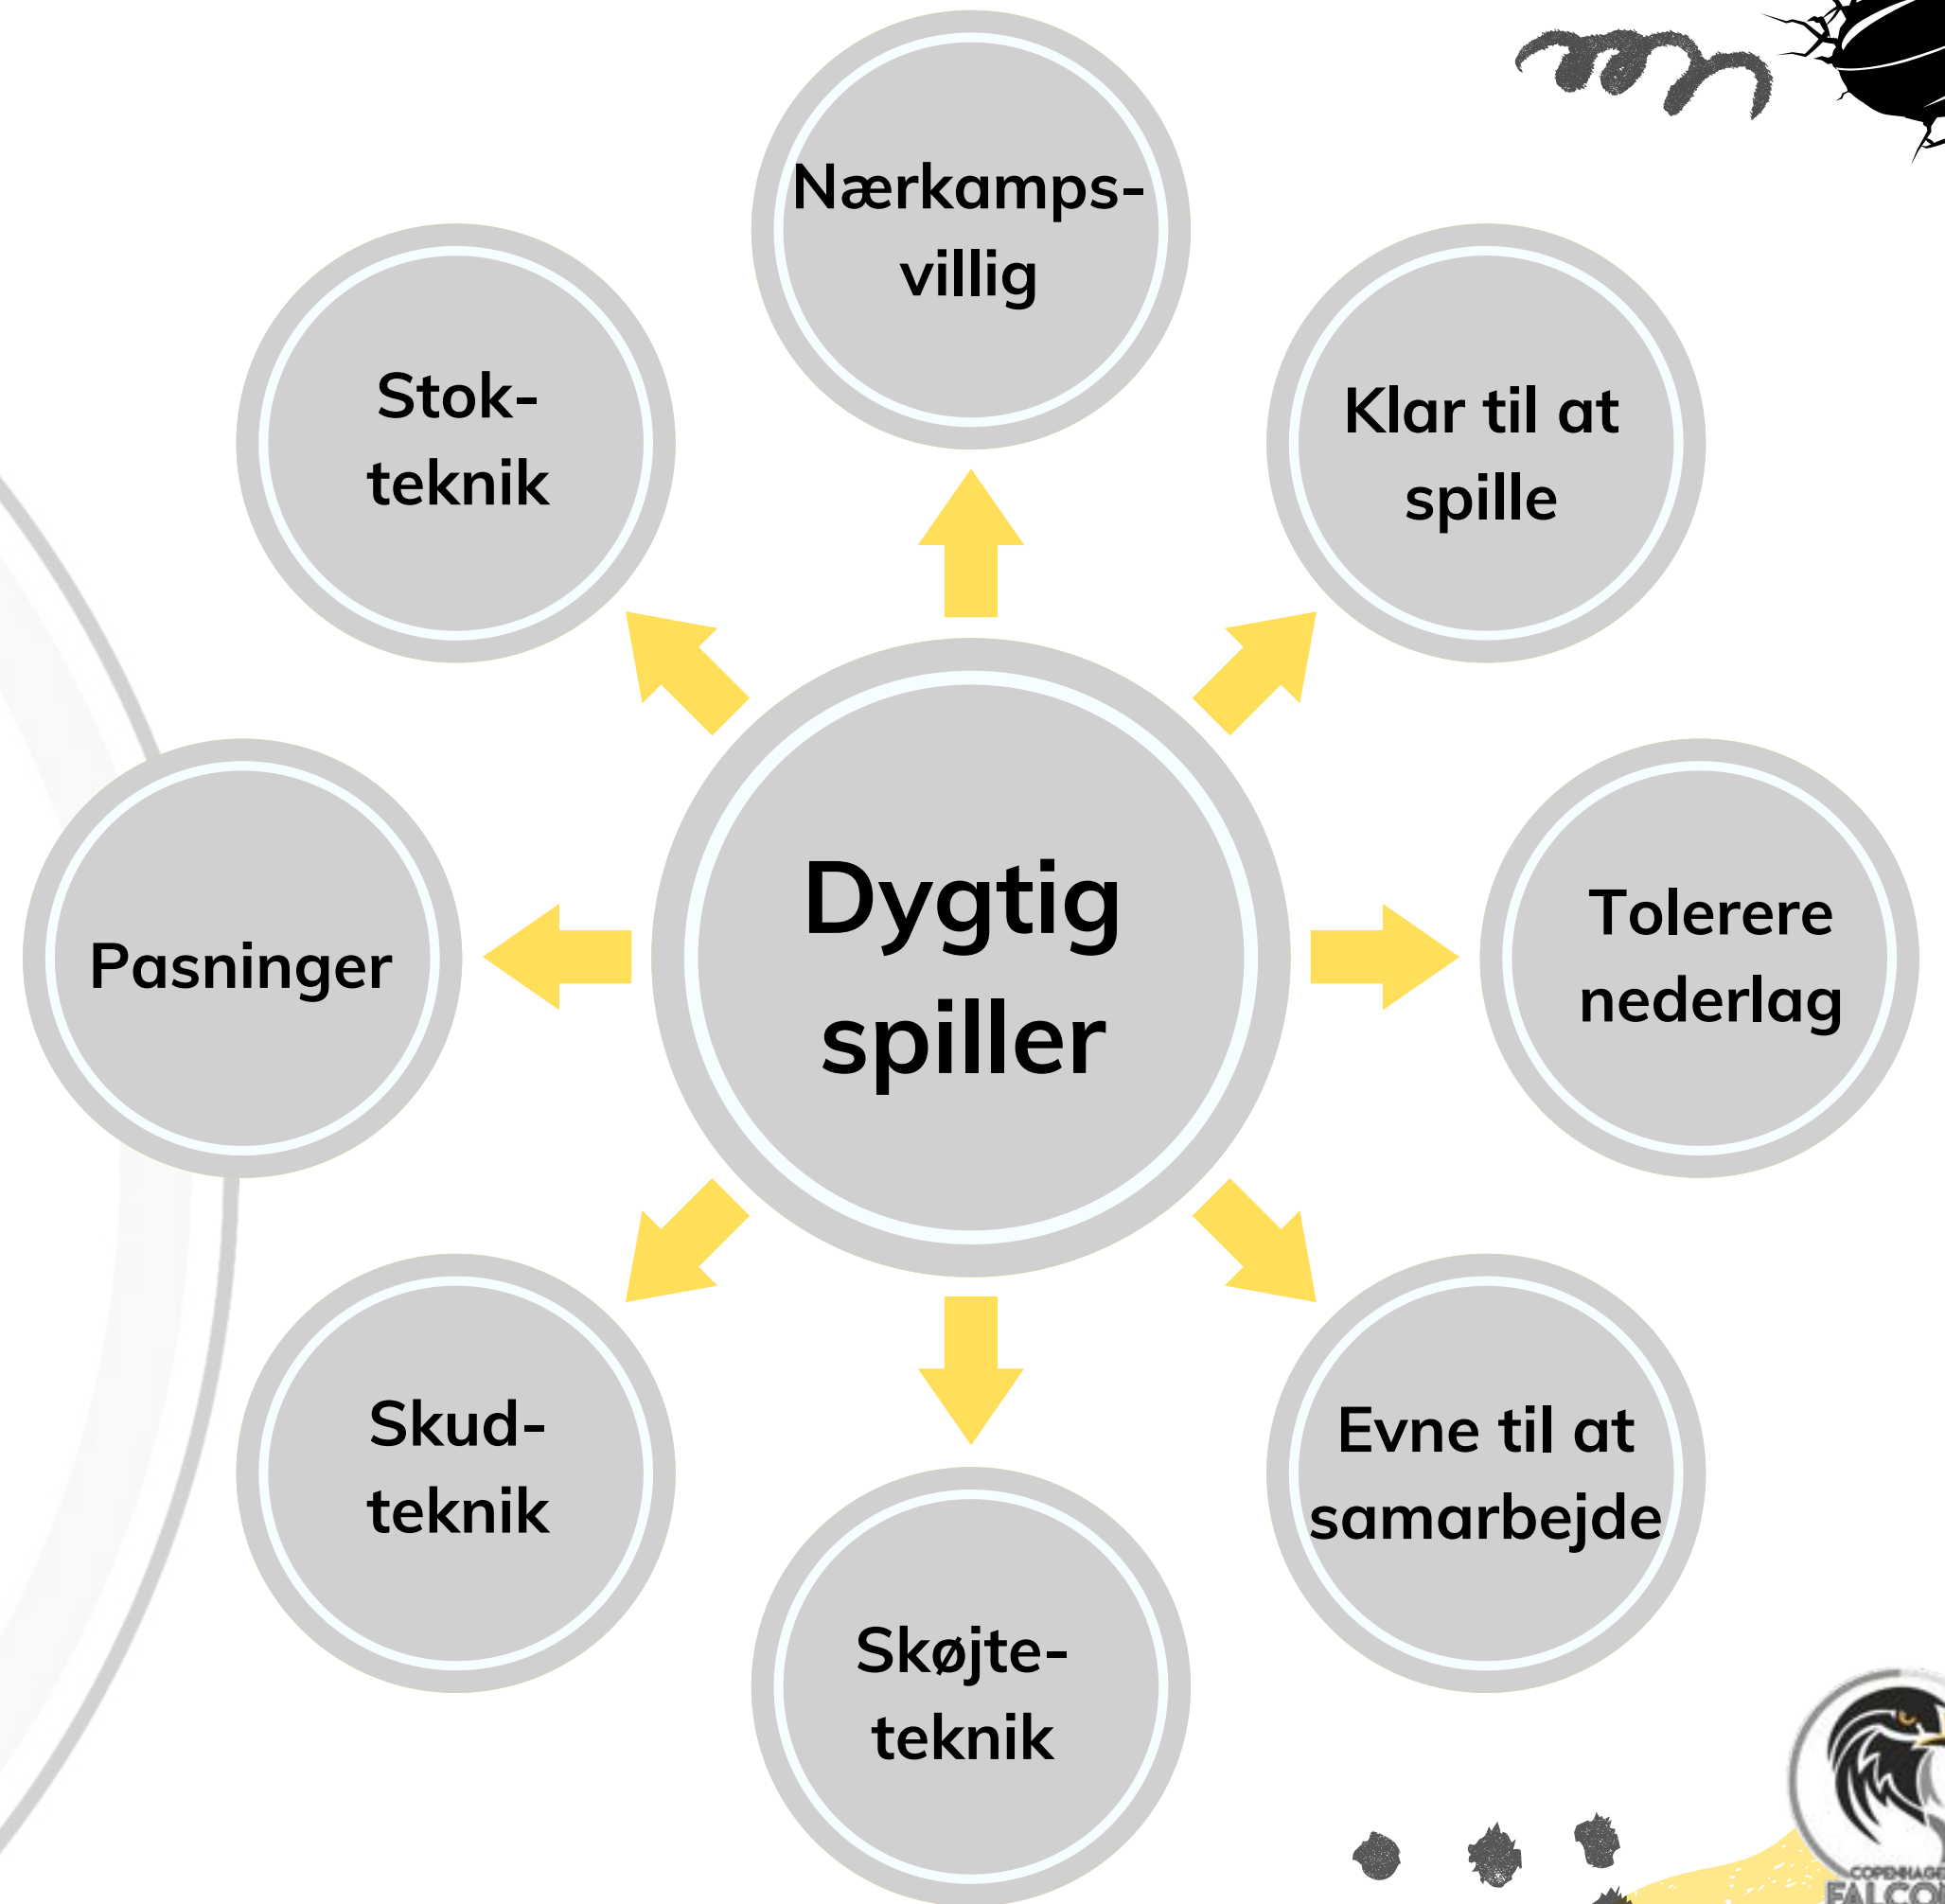 Nærkamps-
villig
Klar til at
spille
Tolerere
nederlag
Evne til at
samarbejde
Skøjte-
teknik
Skud-
teknik
Pasninger
Stok-
teknik
Dygtig
spiller